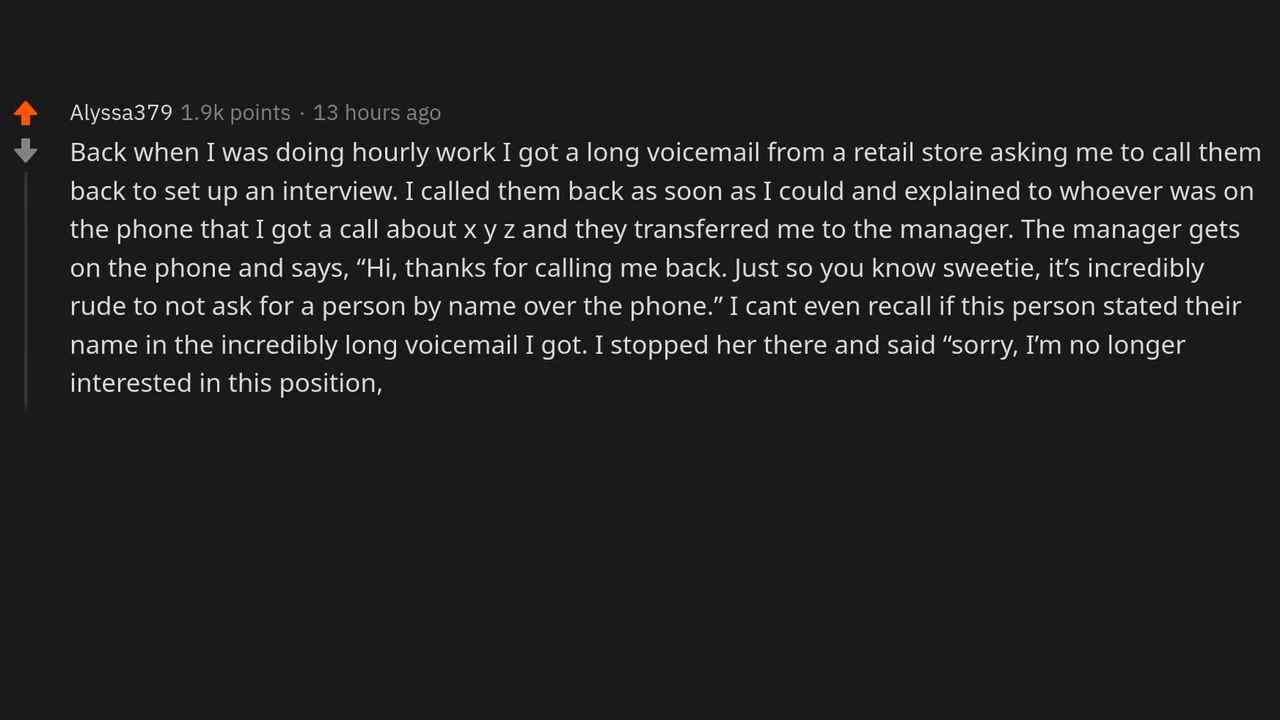 Alyssa379 1.9k points · 13 hours ago
Back when I was doing hourly work I got a long voicemail from a retail store asking me to call them
back to set up an interview. I called them back as soon as I could and explained to whoever was on
the phone that I got a call about x y z and they transferred me to the manager. The manager gets
on the phone and says, “Hi, thanks for calling me back. Just so you know sweetie, it’s incredibly
rude to not ask for a person by name over the phone.” I cant even recall if this person stated their
name in the incredibly long voicemail I got. I stopped her there and said “sorry, I’m no longer
interested in this position,